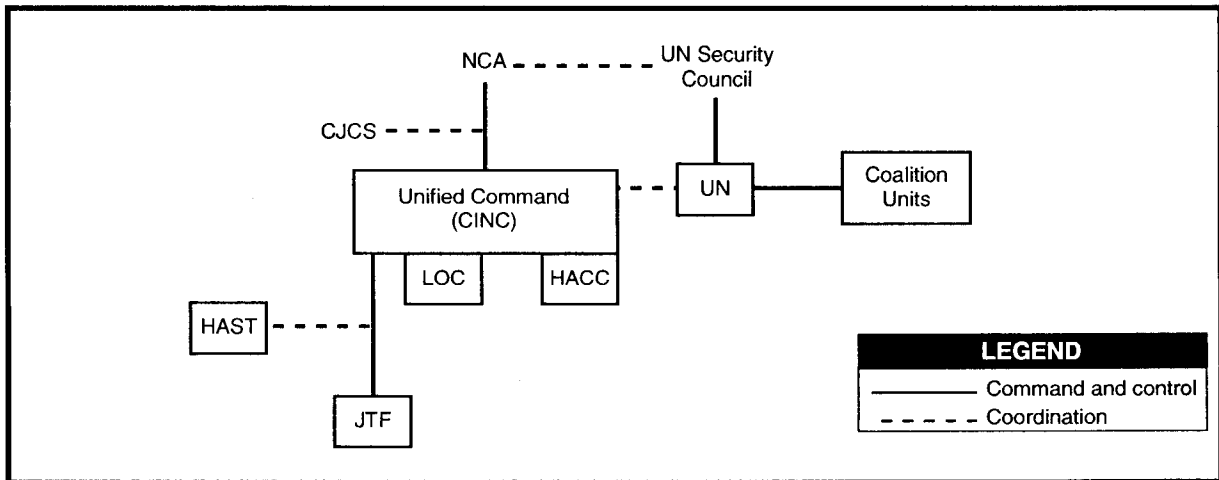 NCA
UN Security
Council
CJCS
Unified Command
(CINC)
UN
Coalition
Units
LOC
HACC
HAST
JTF
LEGEND
Command and control
Coordination